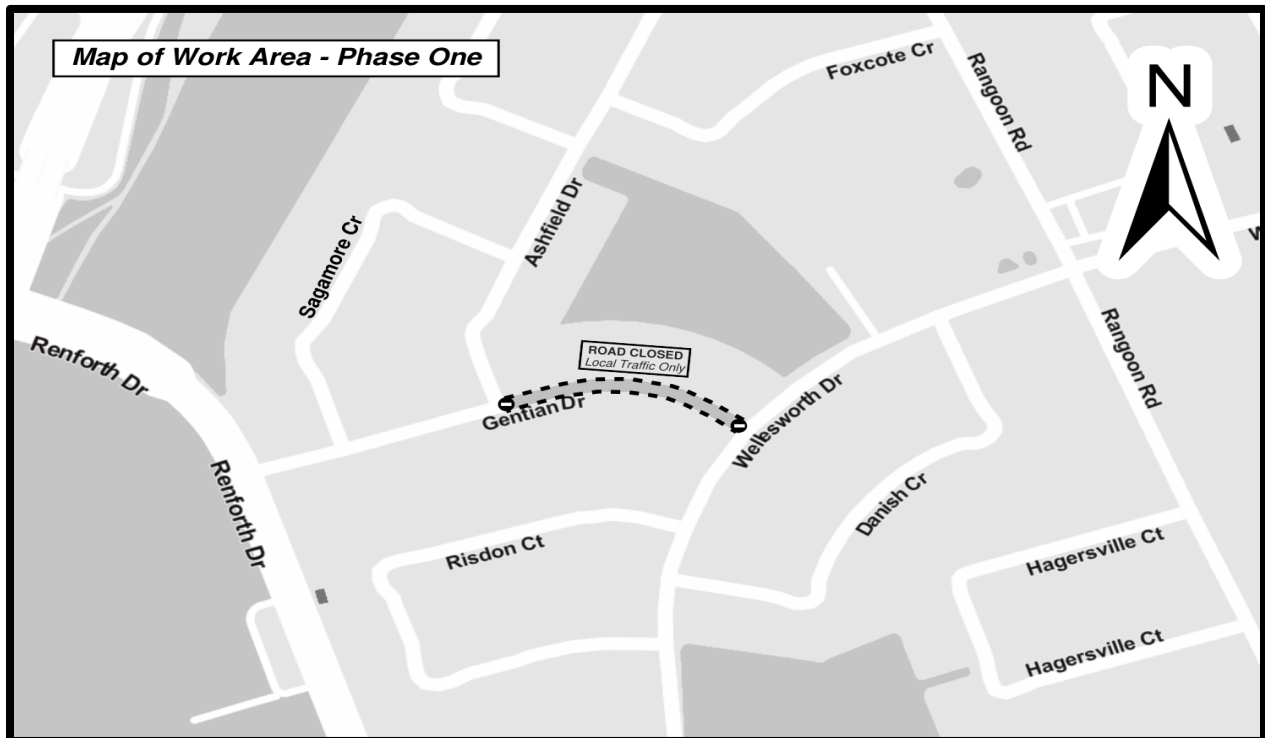 Map of Work Area - Phase One
Foxcote Cr
Rangoon Rd
N
Ashfield Dr
Sagamore Cr
W
Renforth Dr
Rangoon Rd
ROAD CLOSED
Local Traffic Only
Gentian Dr
Wellesworth Dr
Renforth Dr
Danish Cr
Risdon Ct
Hagersville Ct
Hagersville Ct